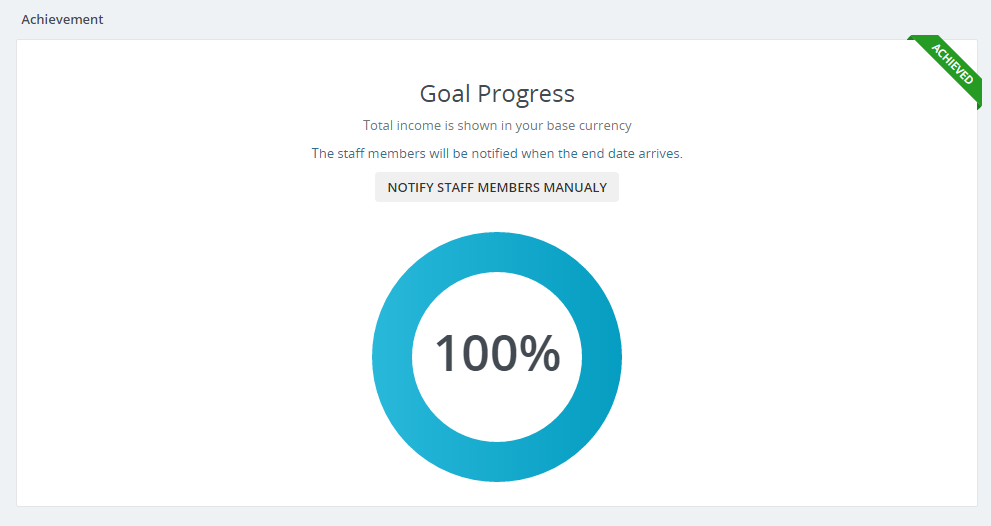 Achievement
ACHIEVED
Goal Progress
Total income is shown in your base currency
The staff members will be notified when the end date arrives.
NOTIFY STAFF MEMBERS MANUALY
100%